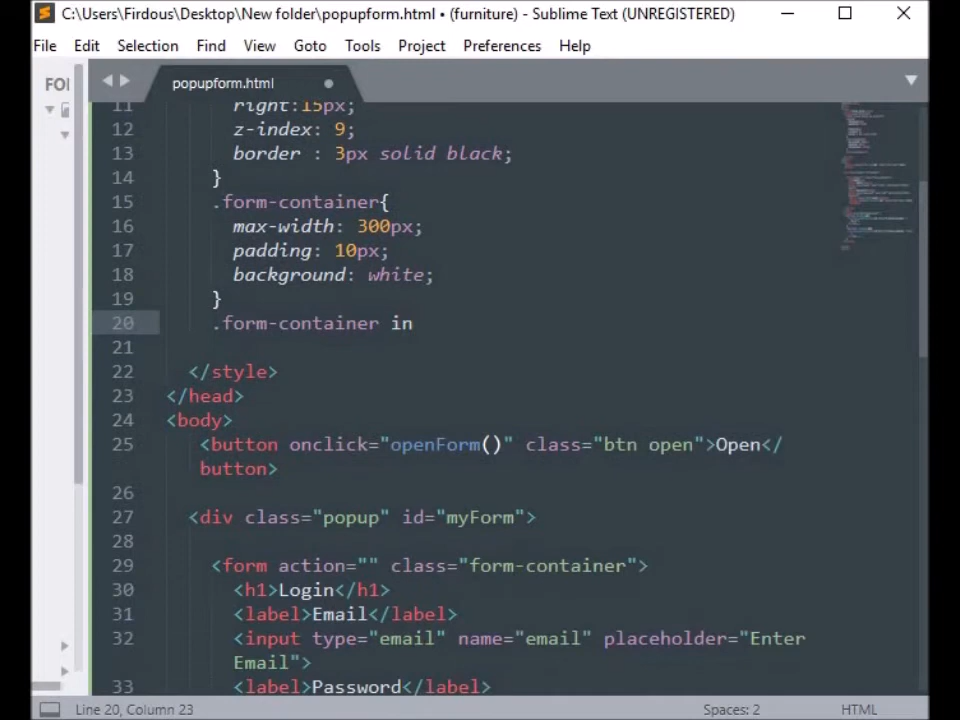 C:\Users\Firdous\Desktop\New folder\popupform.html • (furniture) - Sublime Text (UNREGISTERED)
File Edit Selection Find View Goto Tools Project Preferences Help
FOI
popupform.html
11 right:15px;
12 z-index: 9;
13 border : 3px solid black;
14 }
15 .form-container{
16 max-width: 300px;
17 padding: 10px;
18 background: white;
19 }
20 .form-container in
21
22 </style>
23 </head>
24 <body>
25 <button onclick="openForm()" class="btn open">Open</
button>
26
27 <div class="popup" id="myForm">
28
29 <form action="" class="form-container">
30 <h1>Login</h1>
31 <label>Email</label>
32 <input type="email" name="email" placeholder="Enter
Email">
33 <label>Password</label>
Line 20, Column 23 Spaces: 2 HTML